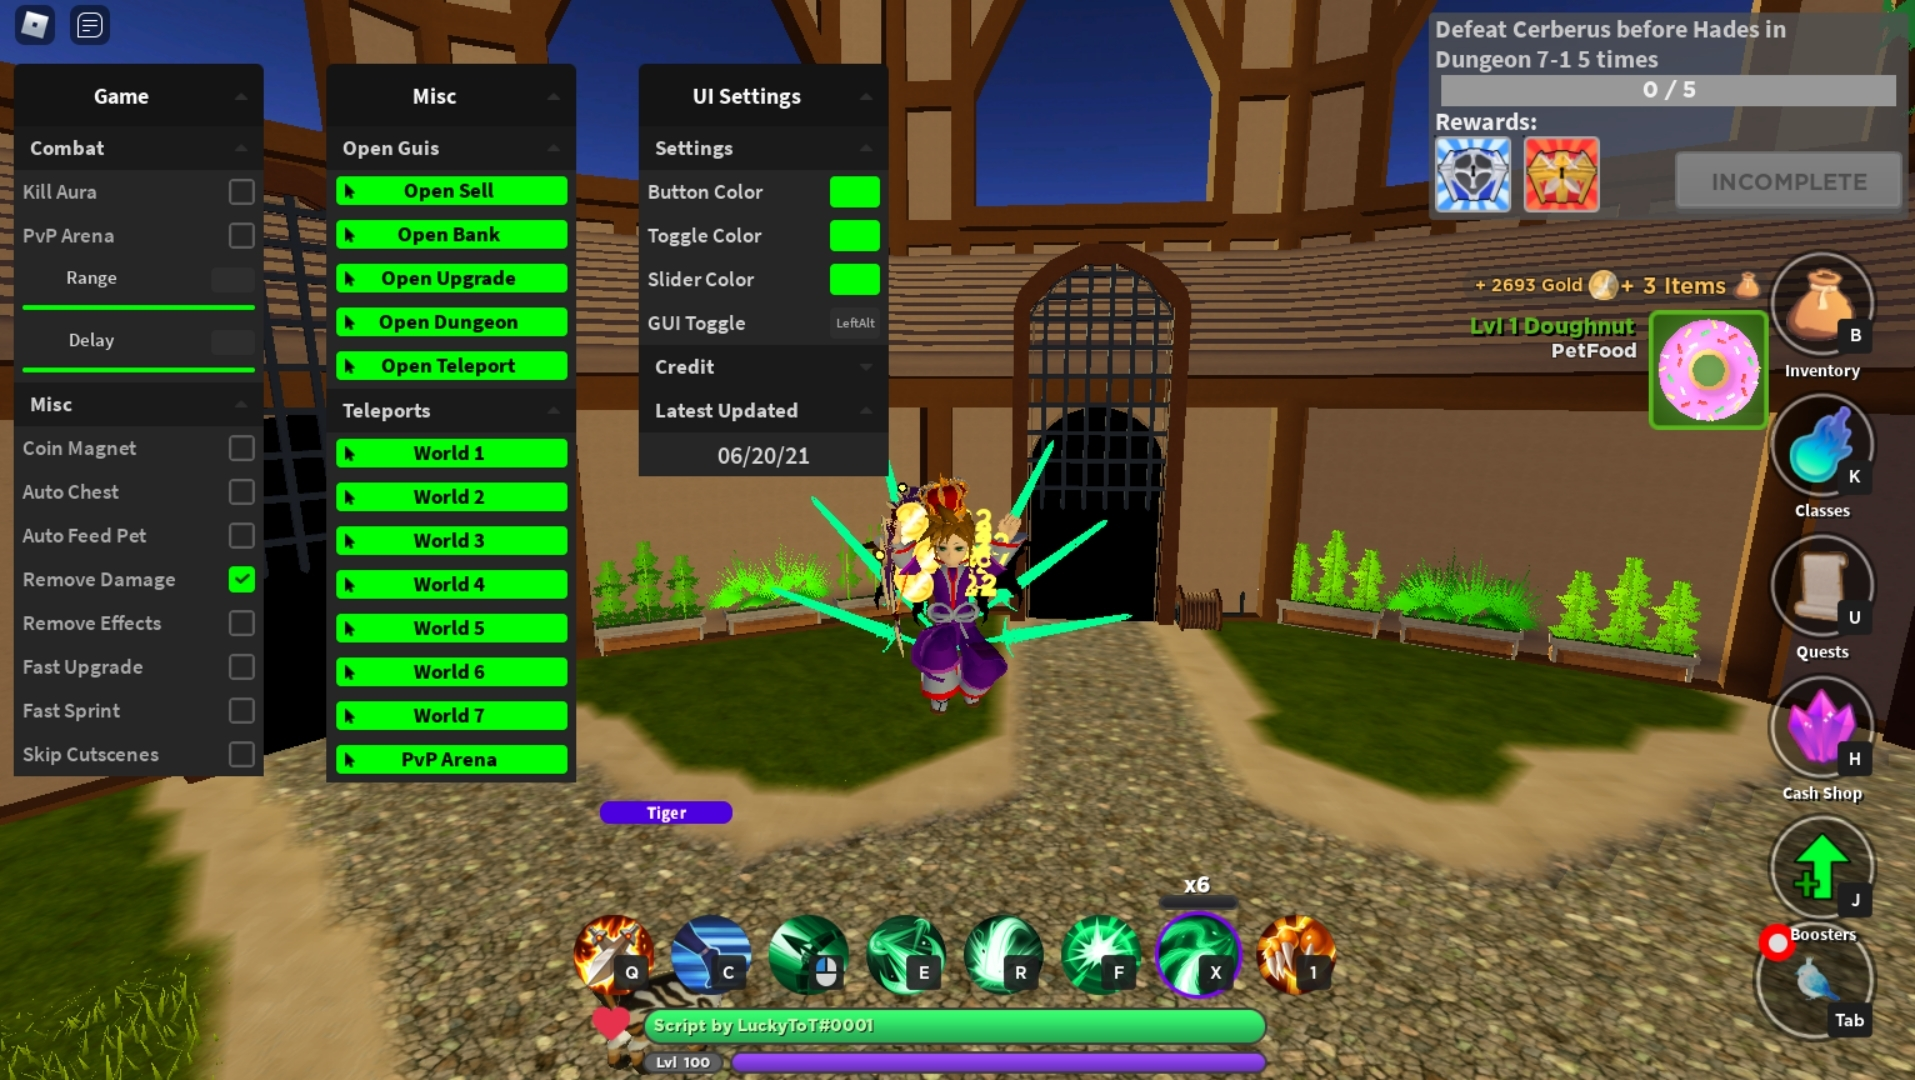 Game
Combat
Kill Aura
PvP Arena
Range
Delay
Misc
Coin Magnet
Auto Chest
Auto Feed Pet
Remove Damage
Remove Effects
Fast Upgrade
Fast Sprint
Skip Cutscenes
Misc
Open Guis
Open Sell
Open Bank
Open Upgrade
Open Dungeon
Open Teleport
Teleports
World 1
World 2
World 3
World 4
World 5
World 6
World 7
PvP Arena
UI Settings
Settings
Button Color
Toggle Color
Slider Color
GUI Toggle LeftAlt
Credit
Latest Updated
06/20/21
Defeat Cerberus before Hades in
Dungeon 7-1 5 times
0 / 5
Rewards:
INCOMPLETE
+ 2693 Gold + 3 Items
Lvl 1 Doughnut
PetFood
B
Inventory
K
Classes
U
Quests
H
Cash Shop
J
Boosters
Tab
Tiger
x6
Q
C
E
R
F
X
1
Script by LuckyToT#0001
Lvl 100